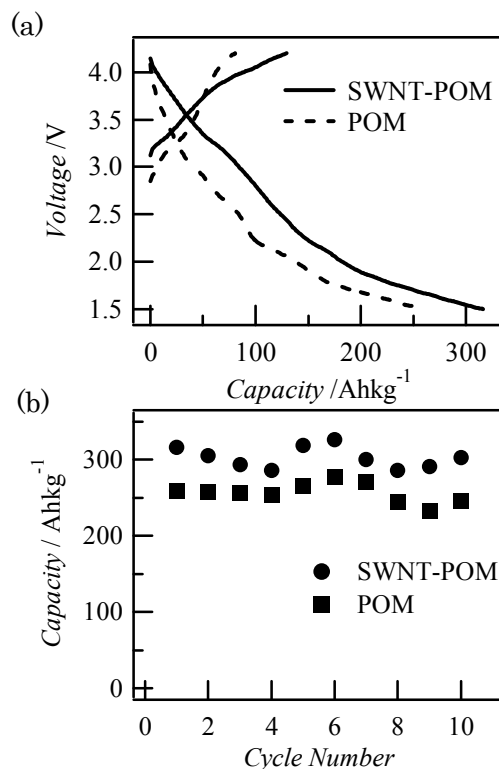 (a)
4.0
3.5
3.0
2.5
2.0
1.5
Voltage /V
SWNT-POM
POM
0
100
200
300
Capacity /Ahkg-1
(b)
300
200
100
0
Capacity / Ahkg-1
SWNT-POM
POM
0
2
4
6
8
10
Cycle Number